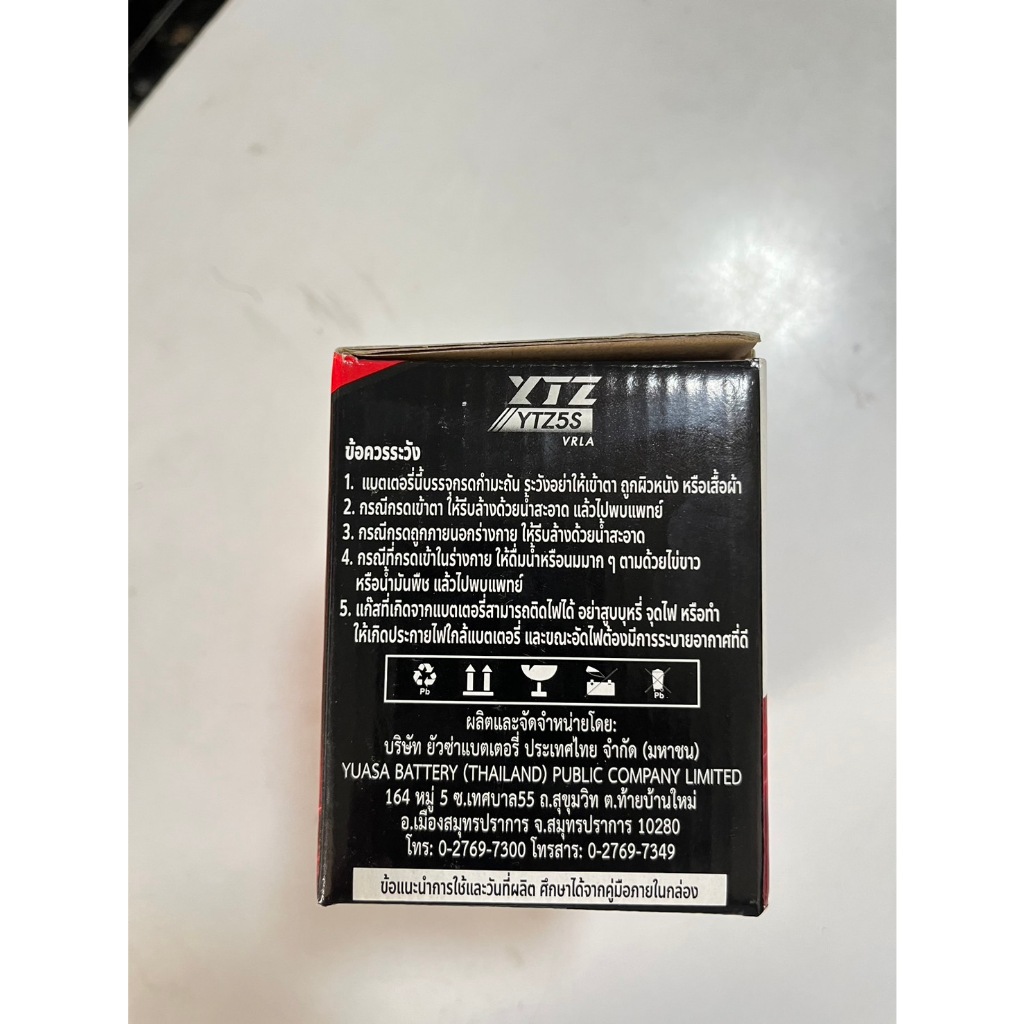 YTZ
YTZ5S
VRLA
ข้อควรระวัง
1. แบตเตอรี่นี้บรรจุกรดกำมะถัน ระวังอย่าให้เข้าตา ถูกผิวหนัง หรือเสื้อผ้า
2. กรณีกรดเข้าตา ให้รีบล้างด้วยน้ำสะอาด แล้วไปพบแพทย์
3. กรณีกรดถูกภายนอกร่างกาย ให้รีบล้างด้วยน้ำสะอาด
4. กรณีที่กรดเข้าในร่างกาย ให้ดื่มน้ำหรือนมมาก ๆ ตามด้วยไข่ขาว
หรือน้ำมันพืช แล้วไปพบแพทย์
5. แก๊สที่เกิดจากแบตเตอรี่สามารถติดไฟได้ อย่าสูบบุหรี่ จุดไฟ หรือทำ
ให้เกิดประกายไฟใกล้แบตเตอรี่ และขณะอัดไฟต้องมีการระบายอากาศที่ดี
Pb Pb
ผลิตและจัดจำหน่ายโดย:
บริษัท ยัวซ่าแบตเตอรี่ ประเทศไทย จำกัด (มหาชน)
YUASA BATTERY (THAILAND) PUBLIC COMPANY LIMITED
164 หมู่ 5 ซ.เทศบาล55 ถ.สุขุมวิท ต.ท้ายบ้านใหม่
อ.เมืองสมุทรปราการ จ.สมุทรปราการ 10280
โทร: 0-2769-7300 โทรสาร: 0-2769-7349
ข้อแนะนำการใช้และวันที่ผลิต ศึกษาได้จากคู่มือภายในกล่อง